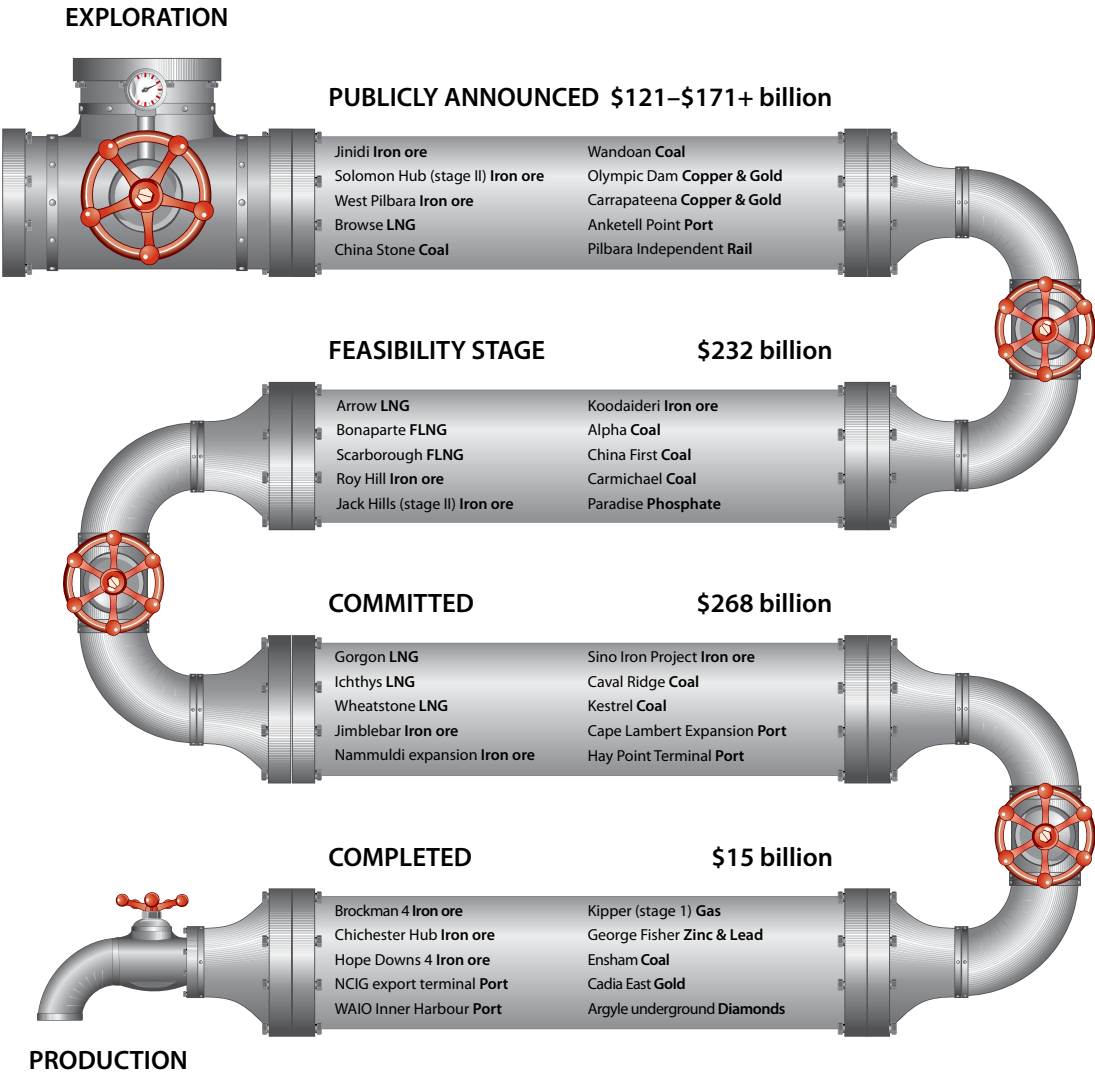 EXPLORATION
PUBLICLY ANNOUNCED $121–$171+ billion
Jinidi Iron ore
Solomon Hub (stage II) Iron ore
West Pilbara Iron ore
Browse LNG
China Stone Coal
Wandoan Coal
Olympic Dam Copper & Gold
Carrapateena Copper & Gold
Anketell Point Port
Pilbara Independent Rail
FEASIBILITY STAGE $232 billion
Arrow LNG
Bonaparte FLNG
Scarborough FLNG
Roy Hill Iron ore
Jack Hills (stage II) Iron ore
Koodaideri Iron ore
Alpha Coal
China First Coal
Carmichael Coal
Paradise Phosphate
COMMITTED $268 billion
Gorgon LNG
Ichthys LNG
Wheatstone LNG
Jimblebar Iron ore
Nammuldi expansion Iron ore
Sino Iron Project Iron ore
Caval Ridge Coal
Kestrel Coal
Cape Lambert Expansion Port
Hay Point Terminal Port
COMPLETED $15 billion
Brockman 4 Iron ore
Chichester Hub Iron ore
Hope Downs 4 Iron ore
NCIG export terminal Port
WAIO Inner Harbour Port
Kipper (stage 1) Gas
George Fisher Zinc & Lead
Ensham Coal
Cadia East Gold
Argyle underground Diamonds
PRODUCTION